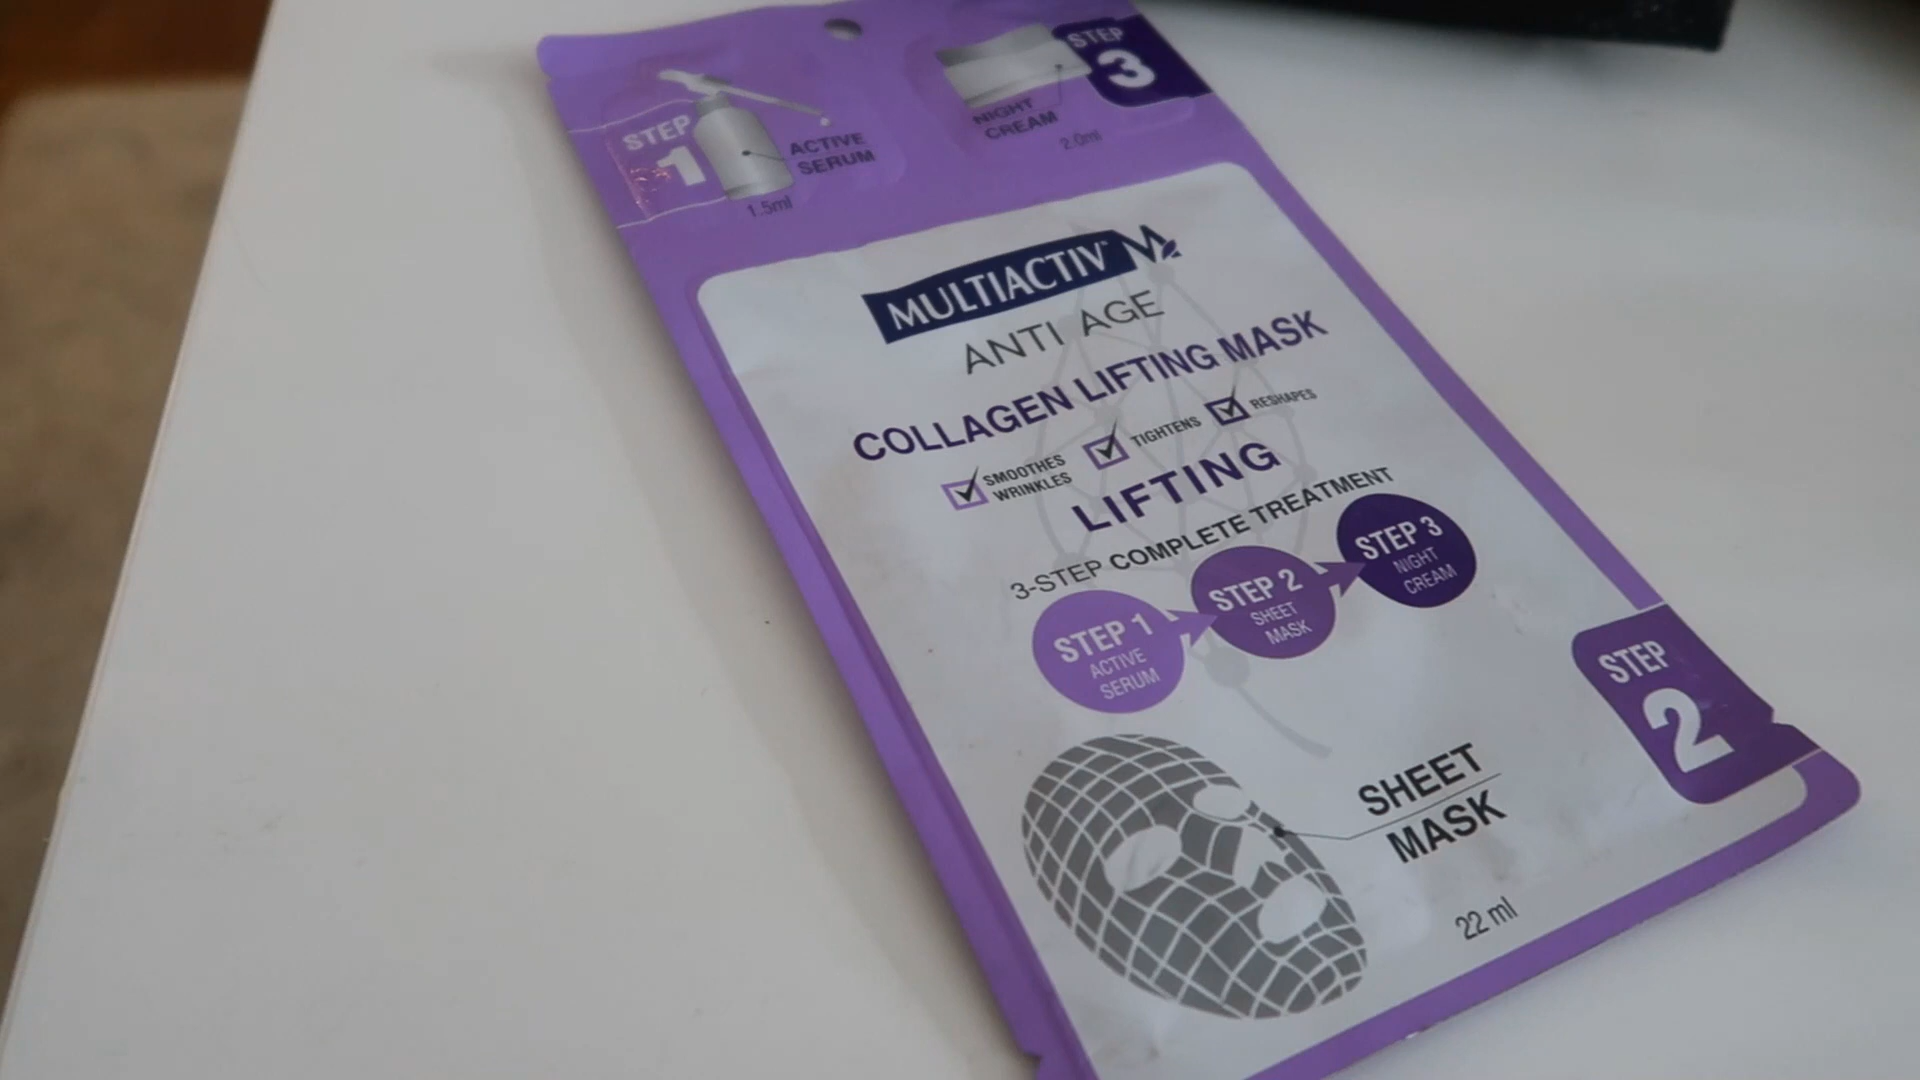 STEP
1
ACTIVE
SERUM
1.5ml
STEP
3
NIGHT
CREAM
2.0ml
MULTIACTIV™
ANTI AGE
COLLAGEN LIFTING MASK
SMOOTHES
WRINKLES
TIGHTENS
RESHAPES
LIFTING
3-STEP COMPLETE TREATMENT
STEP 1
ACTIVE
SERUM
STEP 2
SHEET
MASK
STEP 3
NIGHT
CREAM
STEP
2
SHEET
MASK
22 ml